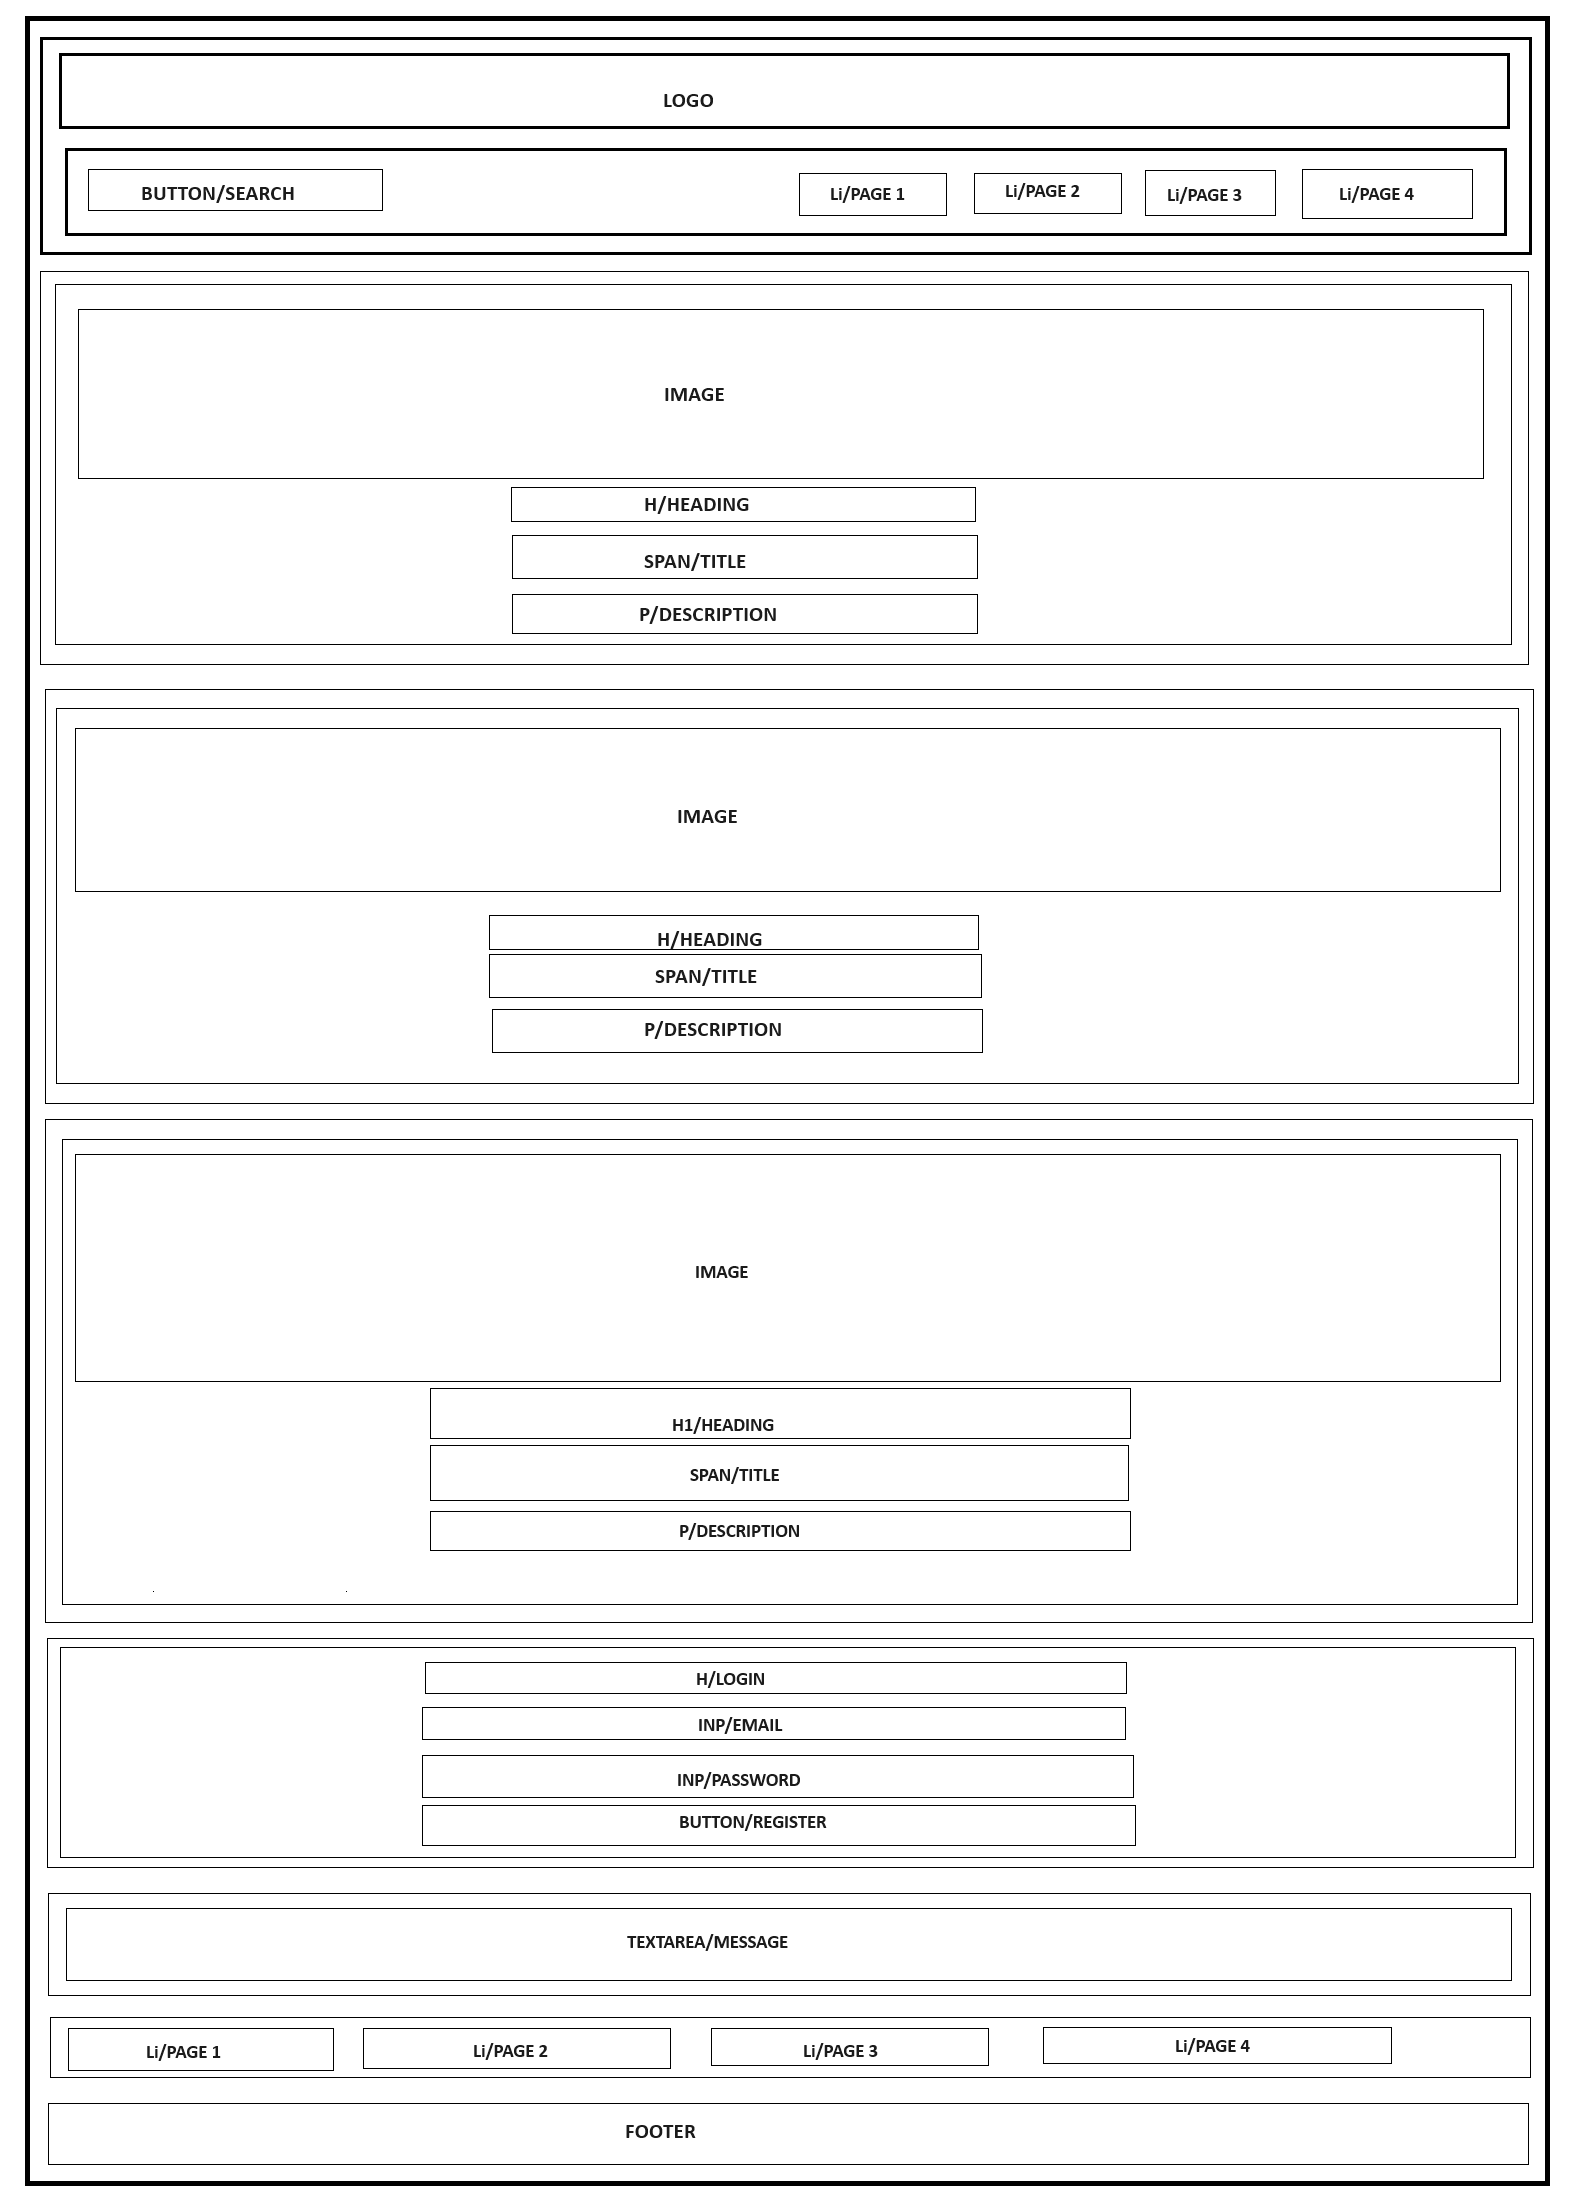 LOGO
BUTTON/SEARCH
Li/PAGE 1
Li/PAGE 2
Li/PAGE 3
Li/PAGE 4
IMAGE
H/HEADING
SPAN/TITLE
P/DESCRIPTION
IMAGE
H/HEADING
SPAN/TITLE
P/DESCRIPTION
IMAGE
H1/HEADING
SPAN/TITLE
P/DESCRIPTION
H/LOGIN
INP/EMAIL
INP/PASSWORD
BUTTON/REGISTER
TEXTAREA/MESSAGE
Li/PAGE 1
Li/PAGE 2
Li/PAGE 3
Li/PAGE 4
FOOTER